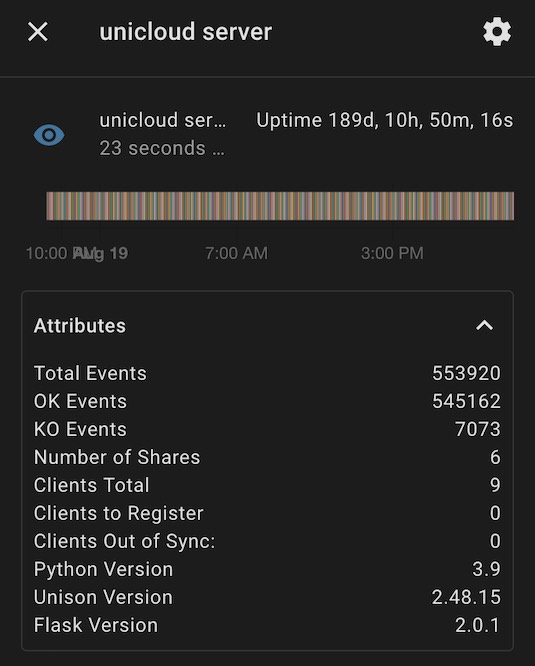 unicloud server
unicloud ser... Uptime 189d, 10h, 50m, 16s
23 seconds ...
10:00 PM Aug 19 7:00 AM 3:00 PM
Attributes
Total Events 553920
OK Events 545162
KO Events 7073
Number of Shares 6
Clients Total 9
Clients to Register 0
Clients Out of Sync: 0
Python Version 3.9
Unison Version 2.48.15
Flask Version 2.0.1